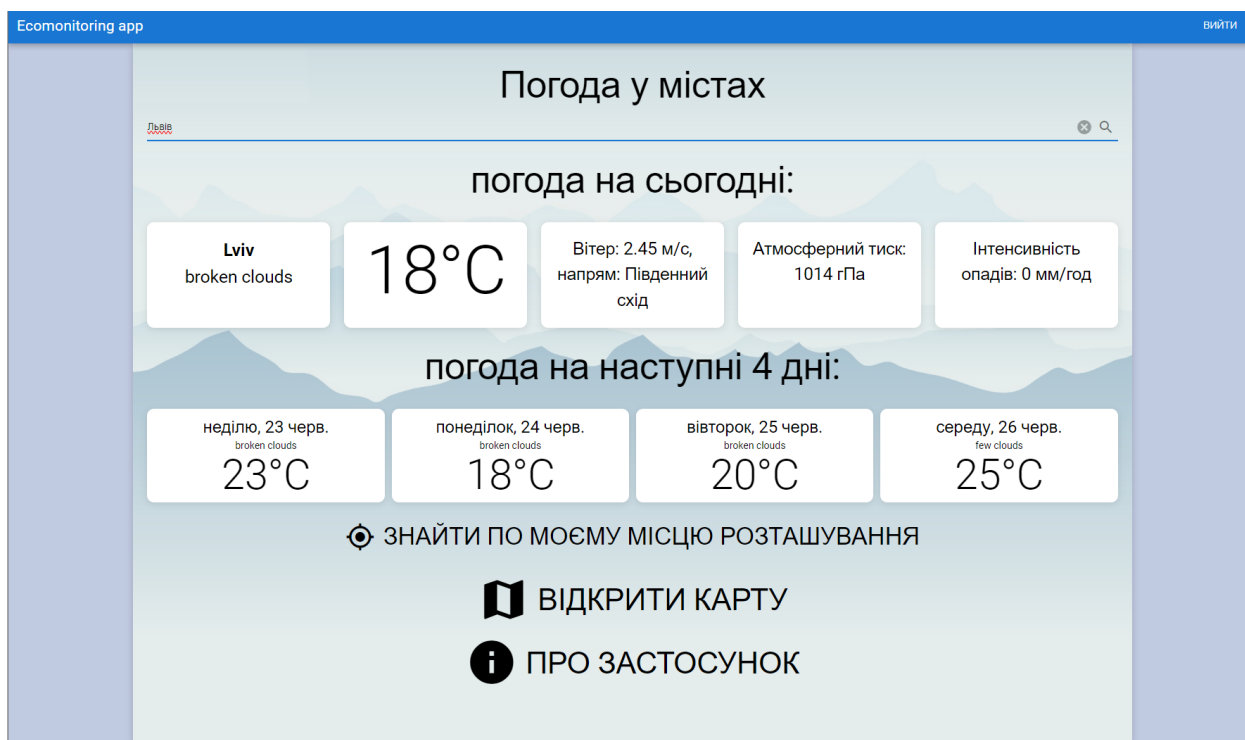 Ecomonitoring app
ВИЙТИ
Погода у містах
Львів
погода на сьогодні:
Lviv
broken clouds
18°C
Вітер: 2.45 м/с,
напрям: Південний
схід
Атмосферний тиск:
1014 гПа
Інтенсивність
опадів: 0 мм/год
погода на наступні 4 дні:
неділю, 23 черв.
broken clouds
23°C
понеділок, 24 черв.
broken clouds
18°C
вівторок, 25 черв.
broken clouds
20°C
середу, 26 черв.
few clouds
25°C
ЗНАЙТИ ПО МОЄМУ МІСЦЮ РОЗТАШУВАННЯ
ВІДКРИТИ КАРТУ
ПРО ЗАСТОСУНОК